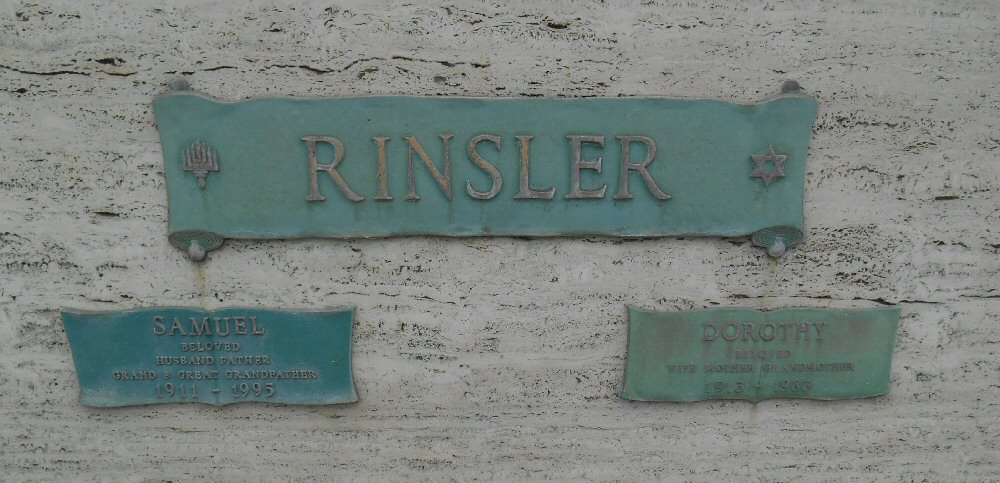 RINSLER
SAMUEL
BELOVED
HUSBAND FATHER
GRAND & GREAT GRANDFATHER
1911 - 1995
DOROTHY
BELOVED
WIFE MOTHER GRANDMOTHER
1913 -